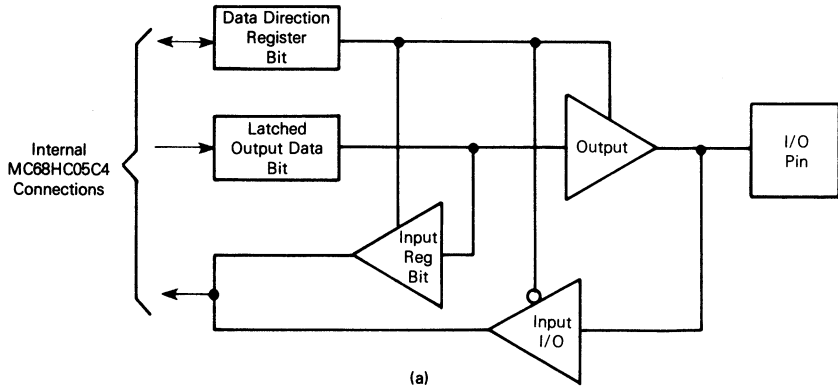 Data Direction
Register
Bit
Internal
MC68HC05C4
Connections
Latched
Output Data
Bit
Output
I/O
Pin
Input
Reg
Bit
Input
I/O
(a)